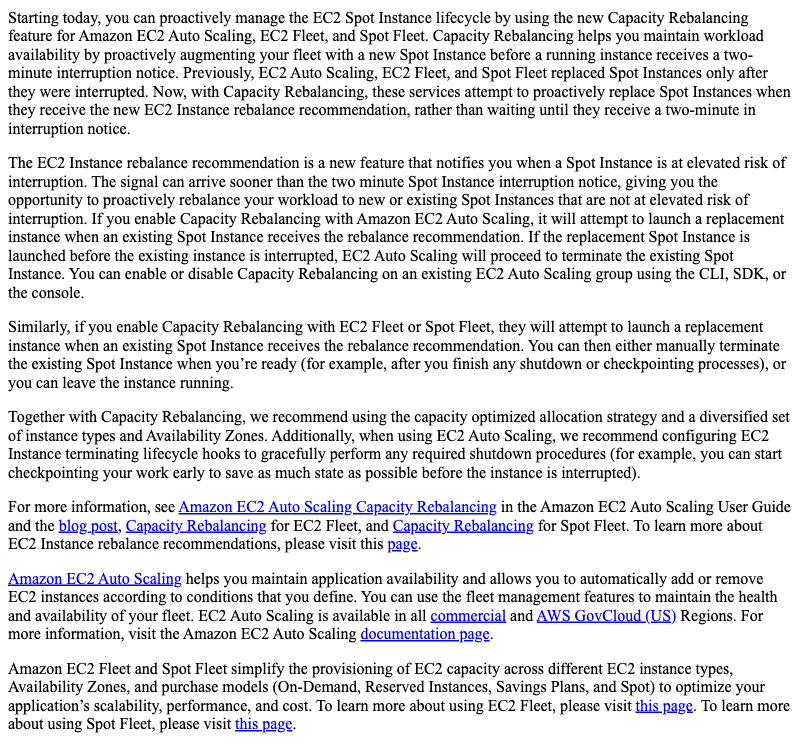 Starting today, you can proactively manage the EC2 Spot Instance lifecycle by using the new Capacity Rebalancing
feature for Amazon EC2 Auto Scaling, EC2 Fleet, and Spot Fleet. Capacity Rebalancing helps you maintain workload
availability by proactively augmenting your fleet with a new Spot Instance before a running instance receives a two-
minute interruption notice. Previously, EC2 Auto Scaling, EC2 Fleet, and Spot Fleet replaced Spot Instances only after
they were interrupted. Now, with Capacity Rebalancing, these services attempt to proactively replace Spot Instances when
they receive the new EC2 Instance rebalance recommendation, rather than waiting until they receive a two-minute in
interruption notice.
The EC2 Instance rebalance recommendation is a new feature that notifies you when a Spot Instance is at elevated risk of
interruption. The signal can arrive sooner than the two minute Spot Instance interruption notice, giving you the
opportunity to proactively rebalance your workload to new or existing Spot Instances that are not at elevated risk of
interruption. If you enable Capacity Rebalancing with Amazon EC2 Auto Scaling, it will attempt to launch a replacement
instance when an existing Spot Instance receives the rebalance recommendation. If the replacement Spot Instance is
launched before the existing instance is interrupted, EC2 Auto Scaling will proceed to terminate the existing Spot
Instance. You can enable or disable Capacity Rebalancing on an existing EC2 Auto Scaling group using the CLI, SDK, or
the console.
Similarly, if you enable Capacity Rebalancing with EC2 Fleet or Spot Fleet, they will attempt to launch a replacement
instance when an existing Spot Instance receives the rebalance recommendation. You can then either manually terminate
the existing Spot Instance when you’re ready (for example, after you finish any shutdown or checkpointing processes), or
you can leave the instance running.
Together with Capacity Rebalancing, we recommend using the capacity optimized allocation strategy and a diversified set
of instance types and Availability Zones. Additionally, when using EC2 Auto Scaling, we recommend configuring EC2
Instance terminating lifecycle hooks to gracefully perform any required shutdown procedures (for example, you can start
checkpointing your work early to save as much state as possible before the instance is interrupted).
For more information, see Amazon EC2 Auto Scaling Capacity Rebalancing in the Amazon EC2 Auto Scaling User Guide
and the blog post, Capacity Rebalancing for EC2 Fleet, and Capacity Rebalancing for Spot Fleet. To learn more about
EC2 Instance rebalance recommendations, please visit this page.
Amazon EC2 Auto Scaling helps you maintain application availability and allows you to automatically add or remove
EC2 instances according to conditions that you define. You can use the fleet management features to maintain the health
and availability of your fleet. EC2 Auto Scaling is available in all commercial and AWS GovCloud (US) Regions. For
more information, visit the Amazon EC2 Auto Scaling documentation page.
Amazon EC2 Fleet and Spot Fleet simplify the provisioning of EC2 capacity across different EC2 instance types,
Availability Zones, and purchase models (On-Demand, Reserved Instances, Savings Plans, and Spot) to optimize your
application’s scalability, performance, and cost. To learn more about using EC2 Fleet, please visit this page. To learn more
about using Spot Fleet, please visit this page.